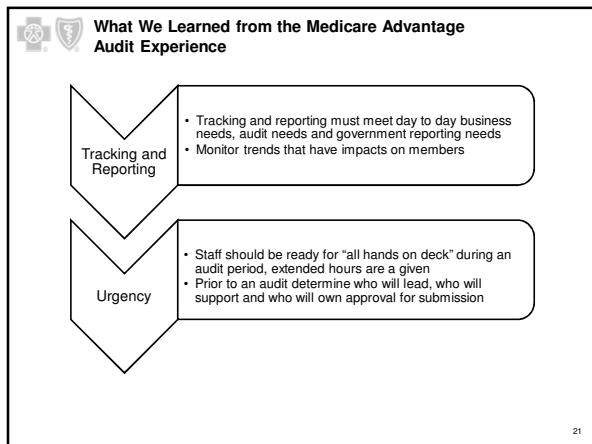 What We Learned from the Medicare Advantage
Audit Experience
Tracking and
Reporting
• Tracking and reporting must meet day to day business
needs, audit needs and government reporting needs
• Monitor trends that have impacts on members
Urgency
• Staff should be ready for “all hands on deck” during an
audit period, extended hours are a given
• Prior to an audit determine who will lead, who will
support and who will own approval for submission
21